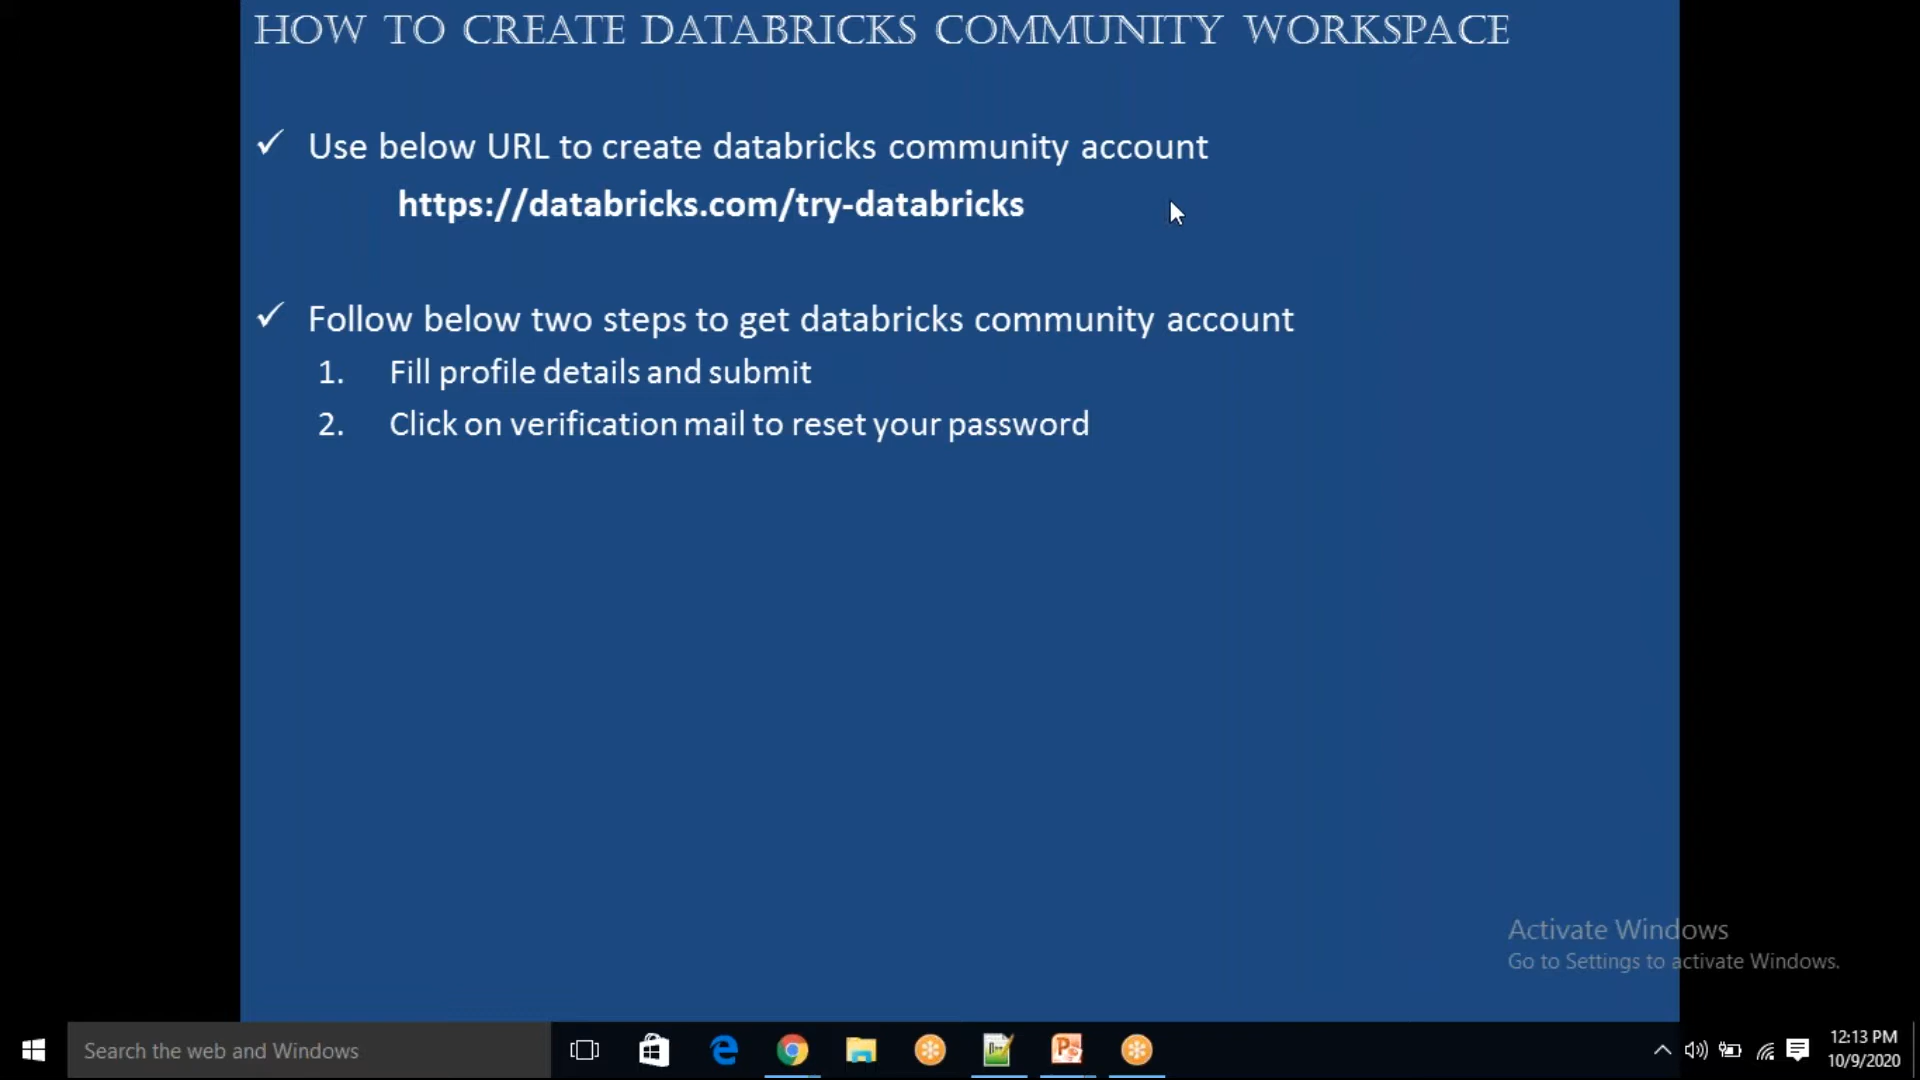 HOW TO CREATE DATABRICKS COMMUNITY WORKSPACE
✓ Use below URL to create databricks community account
https://databricks.com/try-databricks
✓ Follow below two steps to get databricks community account
1. Fill profile details and submit
2. Click on verification mail to reset your password
Activate Windows
Go to Settings to activate Windows.
Search the web and Windows
12:13 PM
10/9/2020